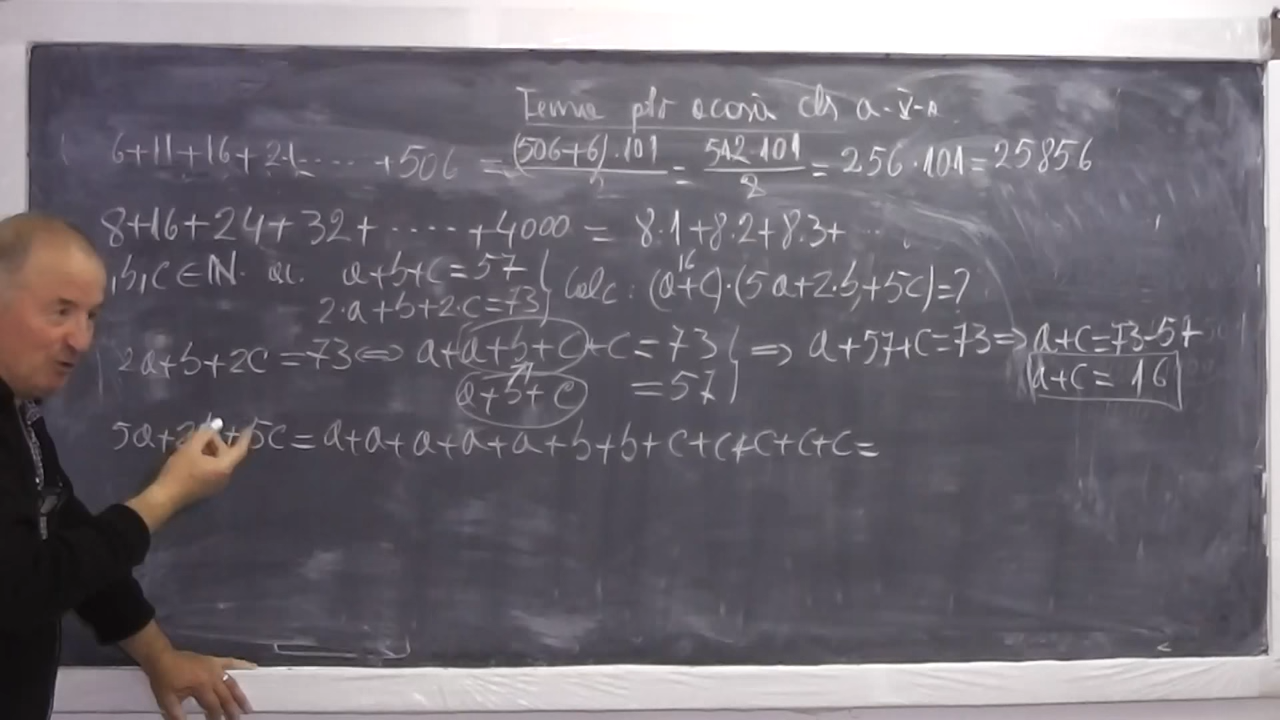 Teme ptr acasă cls a-V-a
6+11+16+21..... +506 = (506+6)·101/2 = 512·101/2 = 256·101=25856
8+16+24+32+ ..... +4000 = 8·1+8·2+8·3+ ...
,b,c∈ℕ. a.î. a+b+c=57 } Calc: (a+c)·(5a+2·b+5c)=?
16
2·a+b+2·c=73
2a+b+2c=73⇔ a+a+b+c+c=73 } ⇒ a+57+c=73⇒ a+c=73-57
a+b+c =57 a+c= 16
5a+2b+5c= a+a+a+a+a+b+b+c+c+c+c+c=